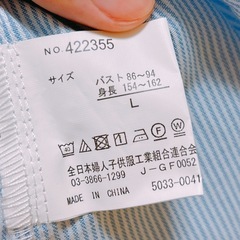 NO.422355
サイズ
バスト 86～94
身長 154～162
L
全日本婦人子供服工業組合連合会
03-3866-1299 J-GF0052
MADE IN CHINA 5033-0041